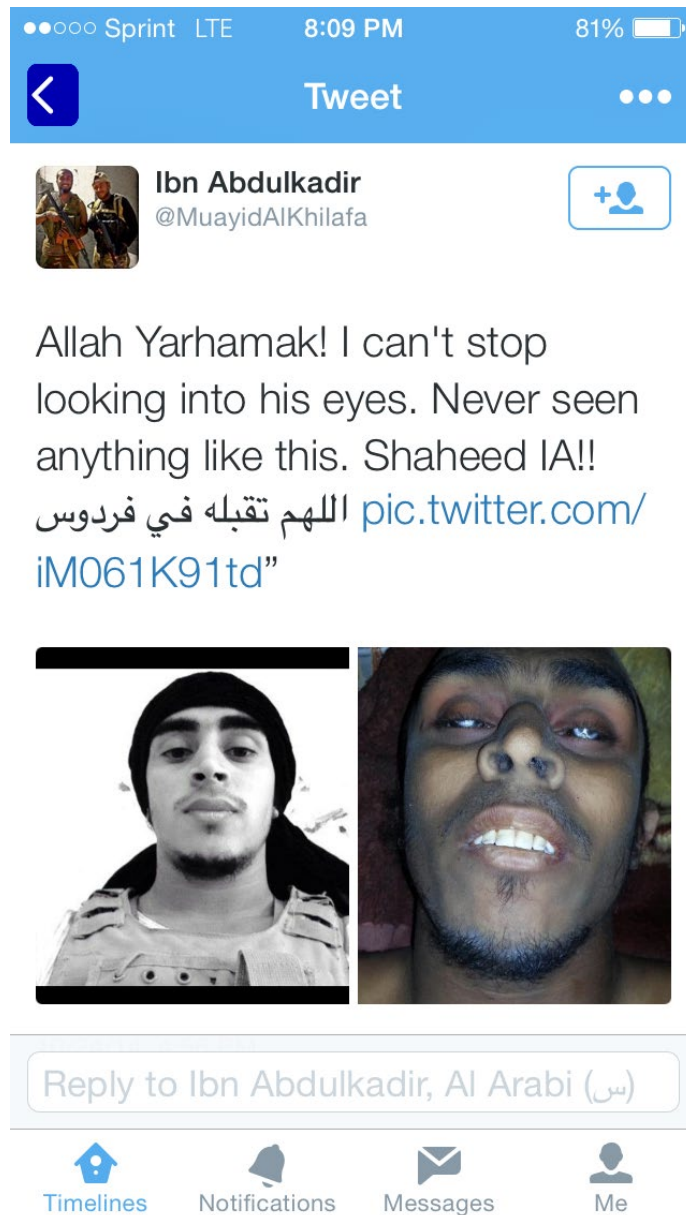 Sprint LTE 8:09 PM 81%
Tweet
Ibn Abdulkadir
@MuayidAlKhilafa
Allah Yarhamak! I can't stop
looking into his eyes. Never seen
anything like this. Shaheed IA!!
اللهم تقبله في فردوس pic.twitter.com/
iM061K91td”
Reply to Ibn Abdulkadir, Al Arabi (س)
Timelines Notifications Messages Me